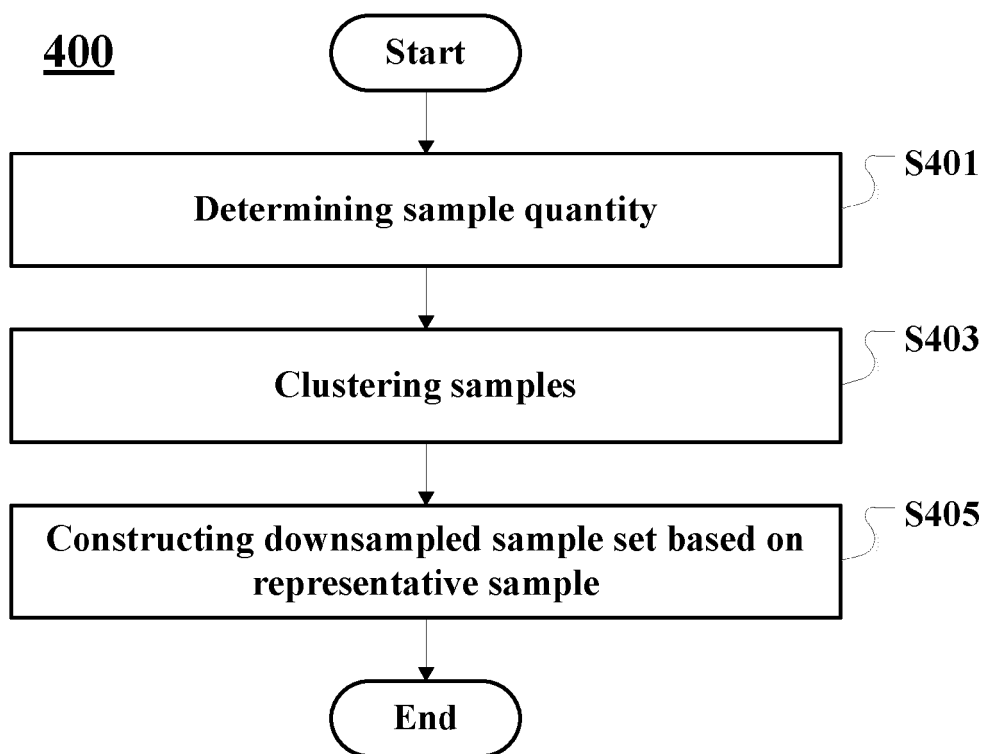 400
Start
S401
Determining sample quantity
S403
Clustering samples
S405
Constructing downsampled sample set based on
representative sample
End